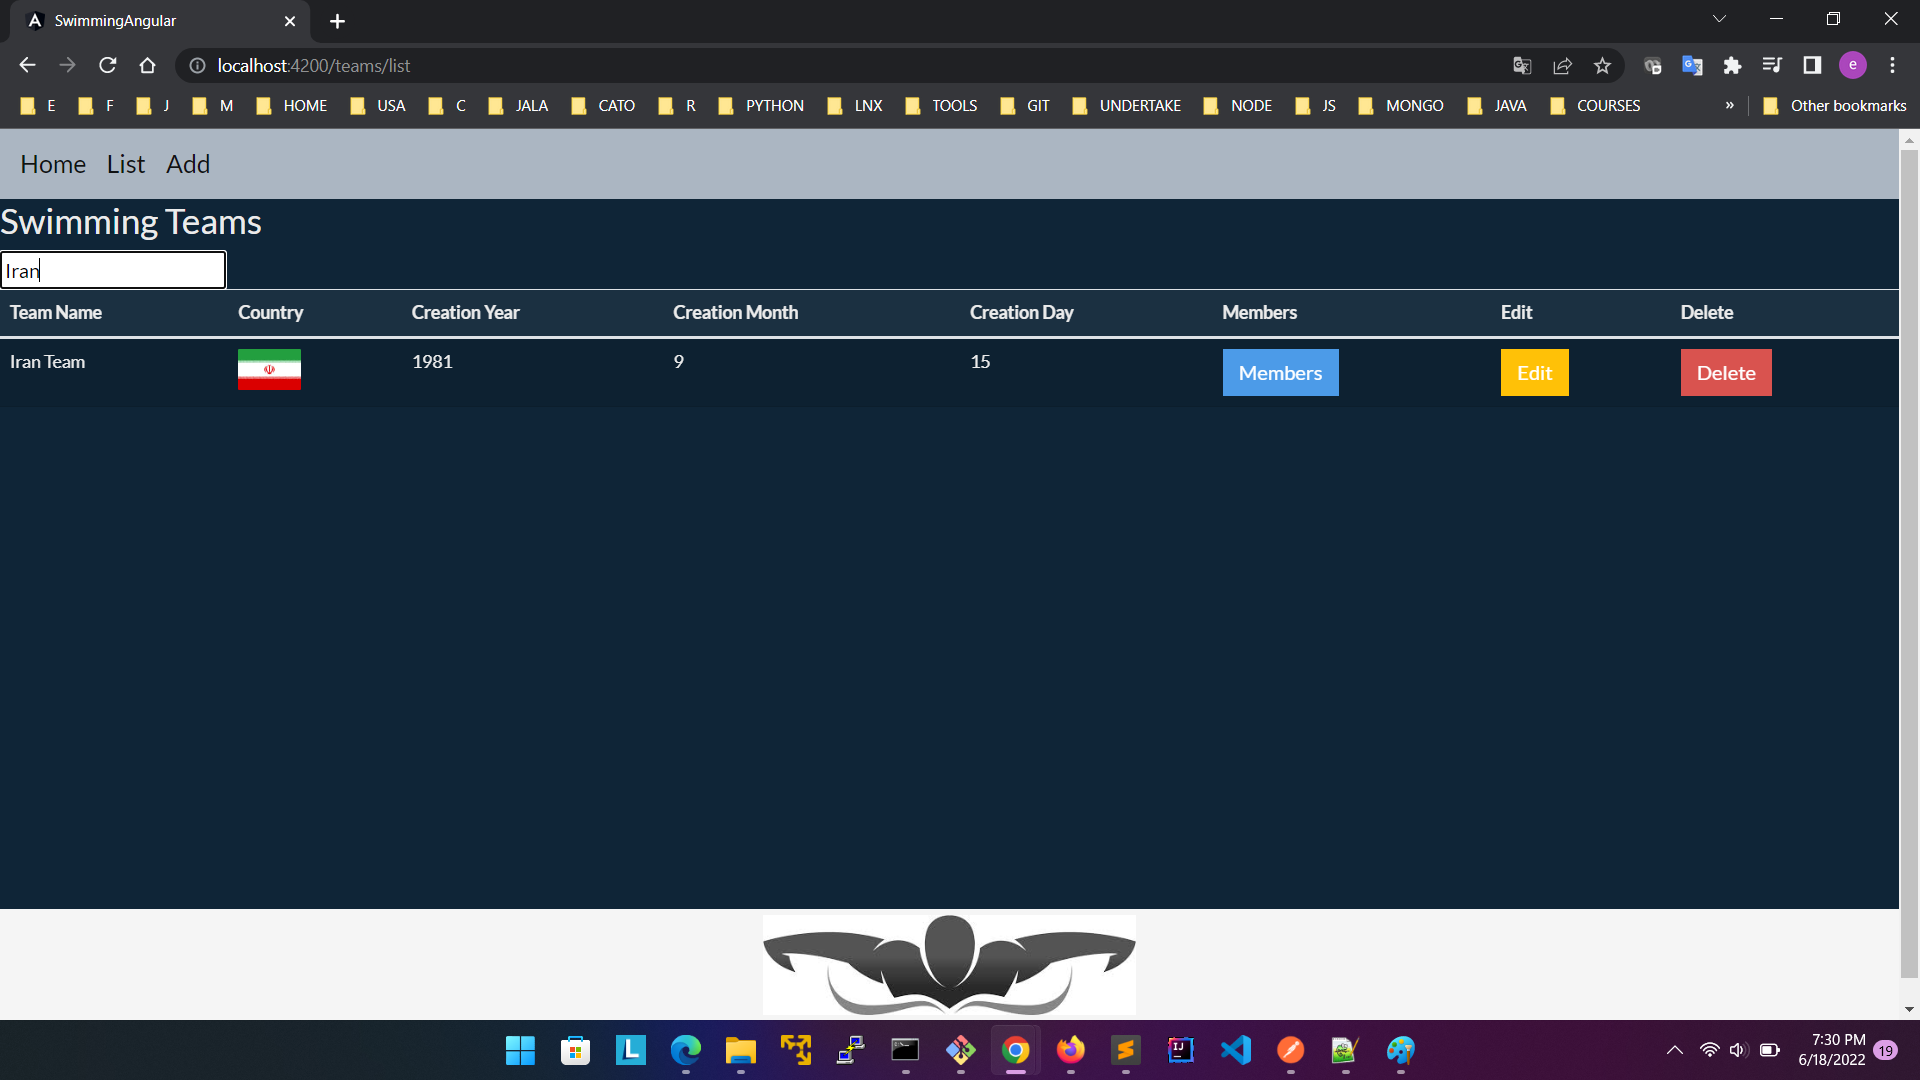 SwimmingAngular
localhost:4200/teams/list
e
E F J M HOME USA C JALA CATO R PYTHON LNX TOOLS GIT UNDERTAKE NODE JS MONGO JAVA COURSES » Other bookmarks
Home List Add
Swimming Teams
Iran
Team Name Country Creation Year Creation Month Creation Day Members Edit Delete
Iran Team 1981 9 15 Members Edit Delete
7:30 PM
6/18/2022
19